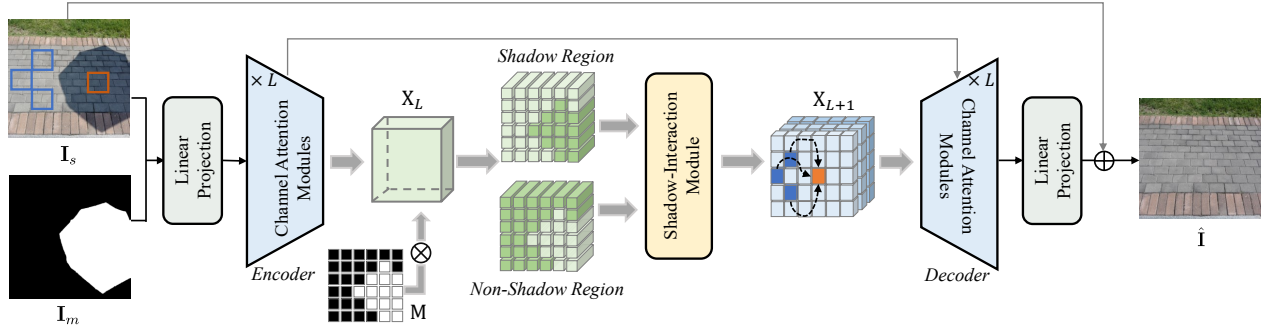 I_s
I_m
Linear
Projection
× L
Channel Attention
Modules
Encoder
X_L
M
Shadow Region
Non-Shadow Region
Shadow-Interaction
Module
X_{L+1}
× L
Channel Attention
Modules
Decoder
Linear
Projection
Î